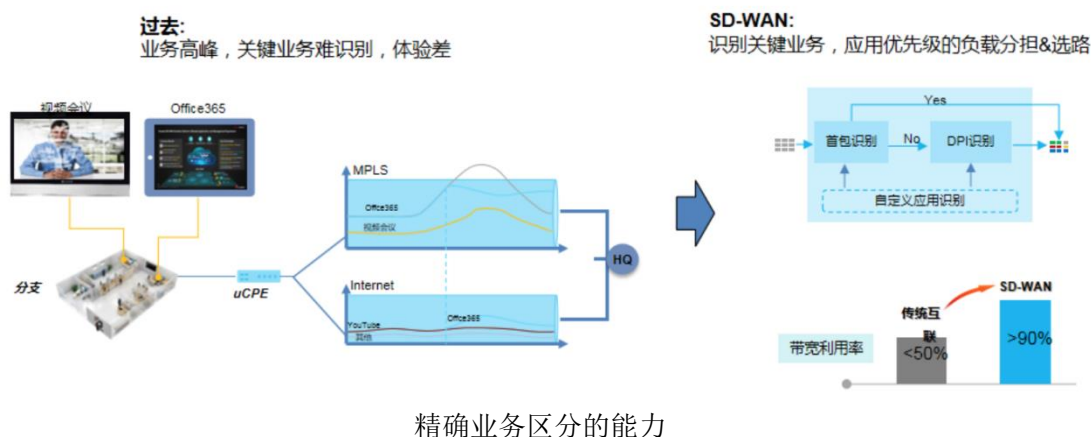 过去:
业务高峰，关键业务难识别，体验差
SD-WAN:
识别关键业务，应用优先级的负载分担&选路
视频会议
Office365
Yes
首包识别
No
DPI识别
自定义应用识别
MPLS
Offce365
视频会议
HQ
分支
uCPE
Internet
YouTube
Offce365
其他
SD-WAN
传统互
联
带宽利用率
<50%
>90%
精确业务区分的能力